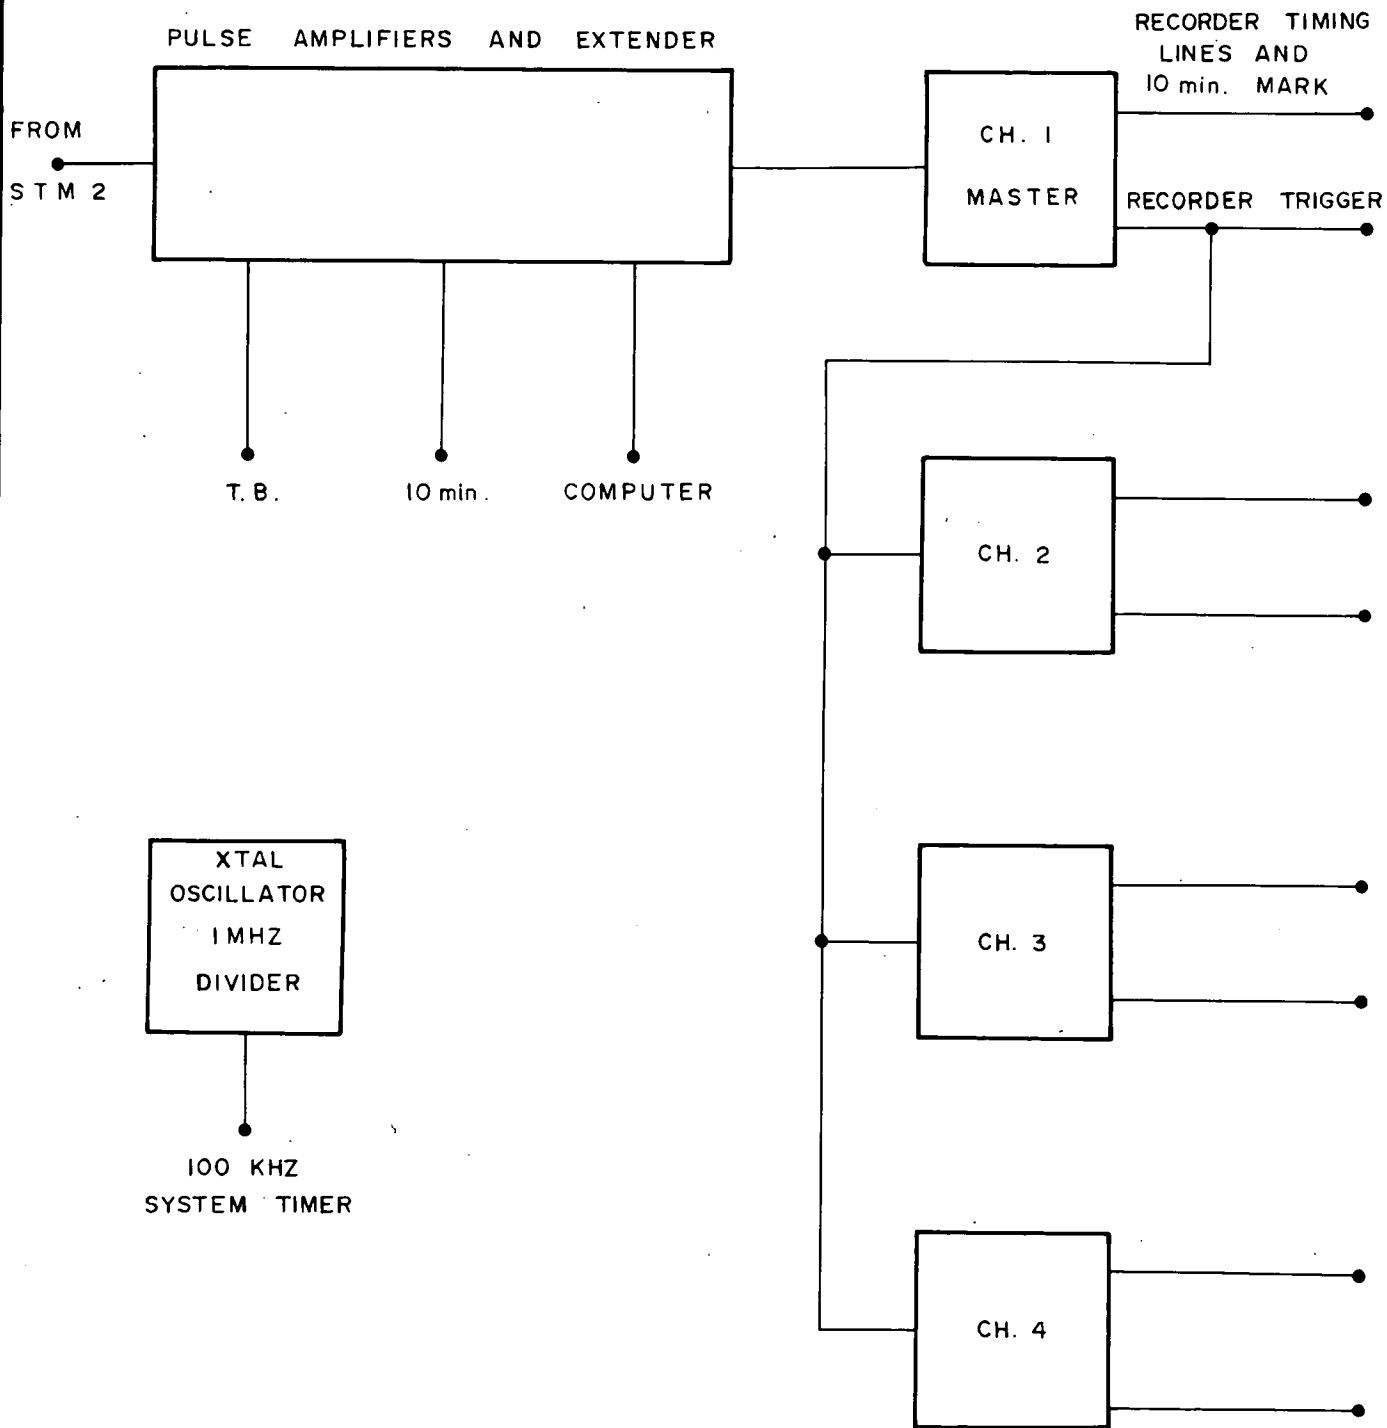 PULSE AMPLIFIERS AND EXTENDER
RECORDER TIMING
LINES AND
10 min. MARK
FROM
STM 2
CH. 1
MASTER
RECORDER TRIGGER
T. B.
10 min.
COMPUTER
CH. 2
XTAL
OSCILLATOR
1 MHZ
DIVIDER
CH. 3
100 KHZ
SYSTEM TIMER
CH. 4